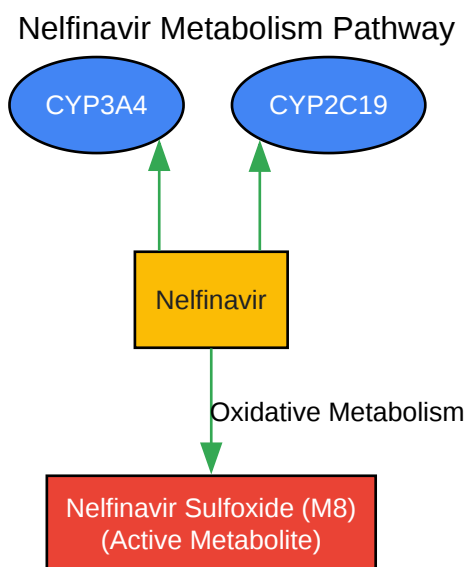 Nelfinavir Metabolism Pathway
CYP3A4
CYP2C19
Nelfinavir
Oxidative Metabolism
Nelfinavir Sulfoxide (M8)
(Active Metabolite)